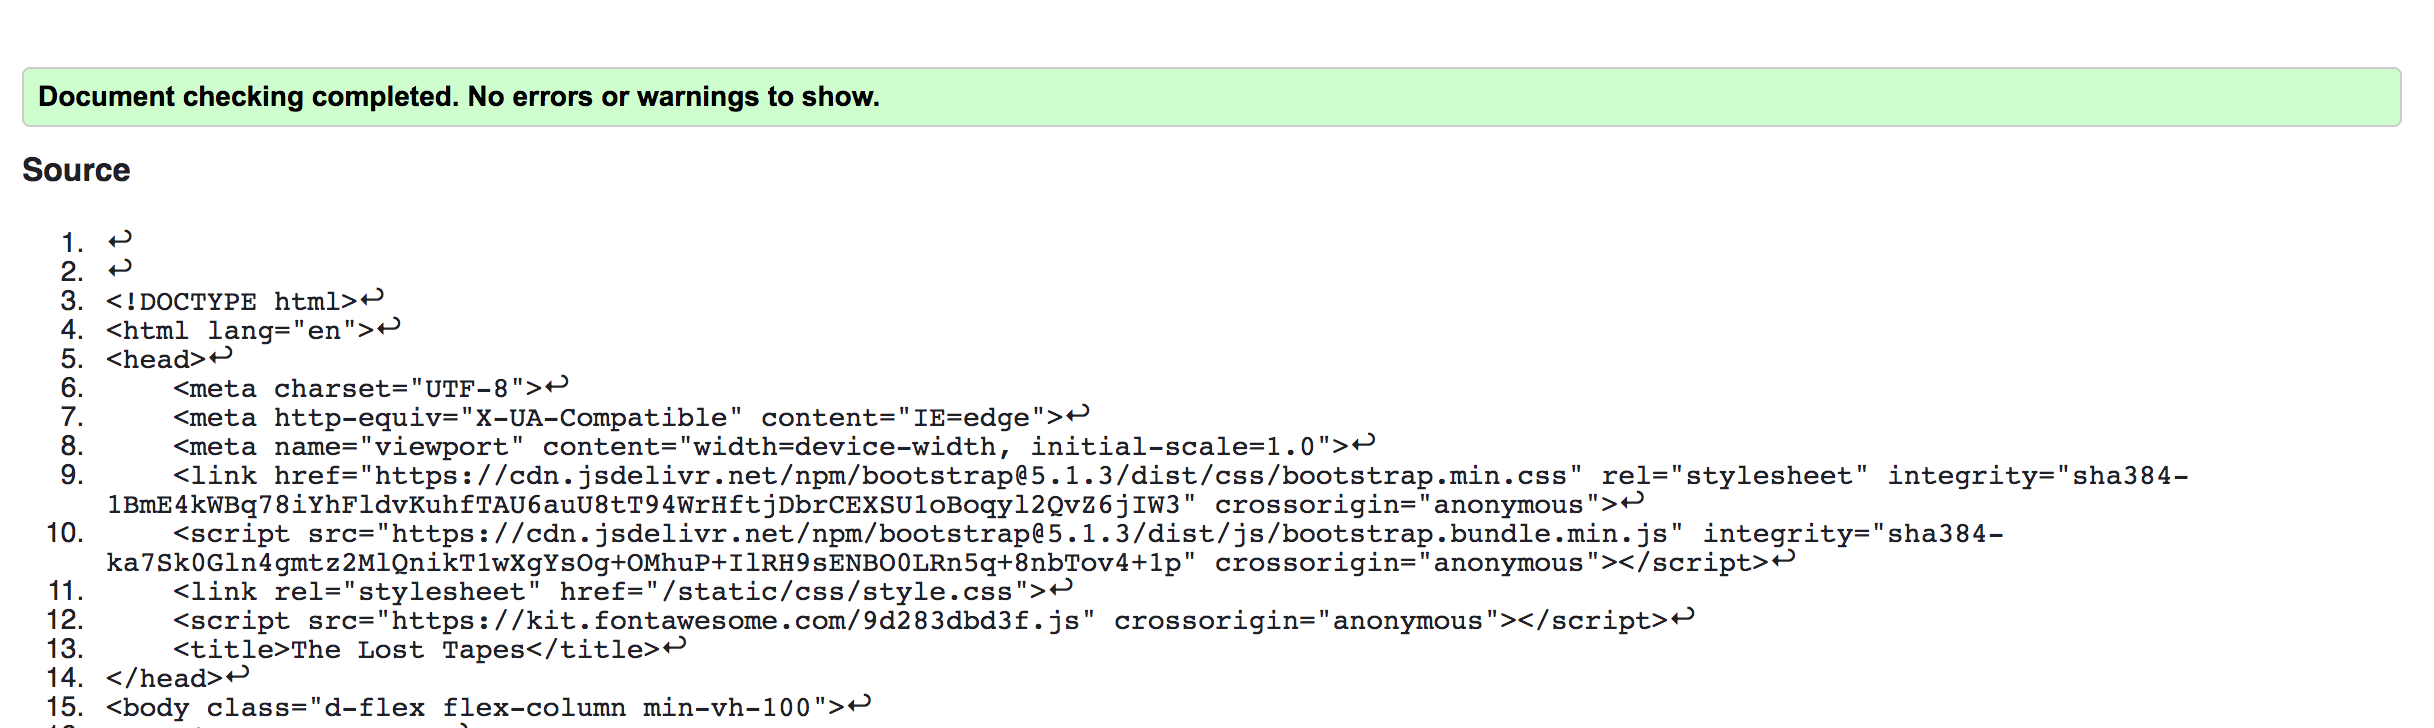 Document checking completed. No errors or warnings to show.
Source
1. ↩
2. ↩
3. <!DOCTYPE html>↩
4. <html lang="en">↩
5. <head>↩
6. <meta charset="UTF-8">↩
7. <meta http-equiv="X-UA-Compatible" content="IE=edge">↩
8. <meta name="viewport" content="width=device-width, initial-scale=1.0">↩
9. <link href="https://cdn.jsdelivr.net/npm/bootstrap@5.1.3/dist/css/bootstrap.min.css" rel="stylesheet" integrity="sha384-
1BmE4kWBq78iYhFldvKuhfTAU6auU8tT94WrHftjDbrCEXSU1oBoqyl2QvZ6jIW3" crossorigin="anonymous">↩
10. <script src="https://cdn.jsdelivr.net/npm/bootstrap@5.1.3/dist/js/bootstrap.bundle.min.js" integrity="sha384-
ka7Sk0Gln4gmtz2MlQnikT1wXgYsOg+OMhuP+IlRH9sENBO0LRn5q+8nbTov4+1p" crossorigin="anonymous"></script>↩
11. <link rel="stylesheet" href="/static/css/style.css">↩
12. <script src="https://kit.fontawesome.com/9d283dbd3f.js" crossorigin="anonymous"></script>↩
13. <title>The Lost Tapes</title>↩
14. </head>↩
15. <body class="d-flex flex-column min-vh-100">↩